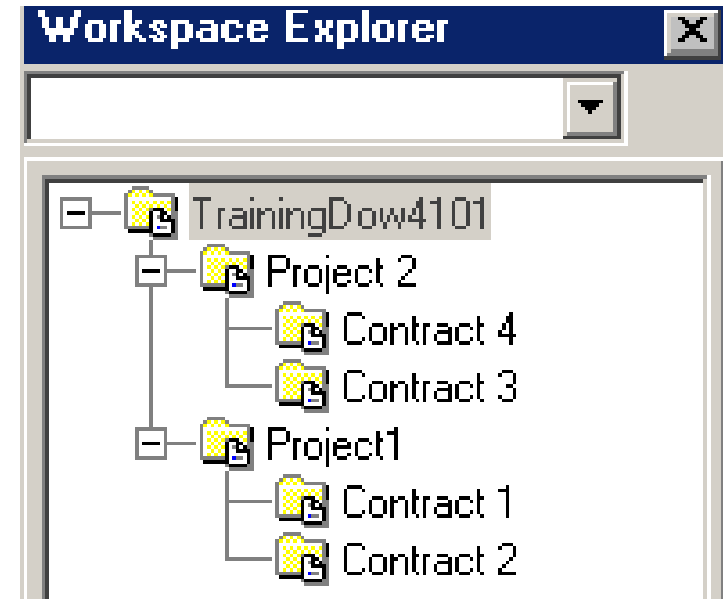 Workspace Explorer
TrainingDow4101
Project 2
Contract 4
Contract 3
Project1
Contract 1
Contract 2